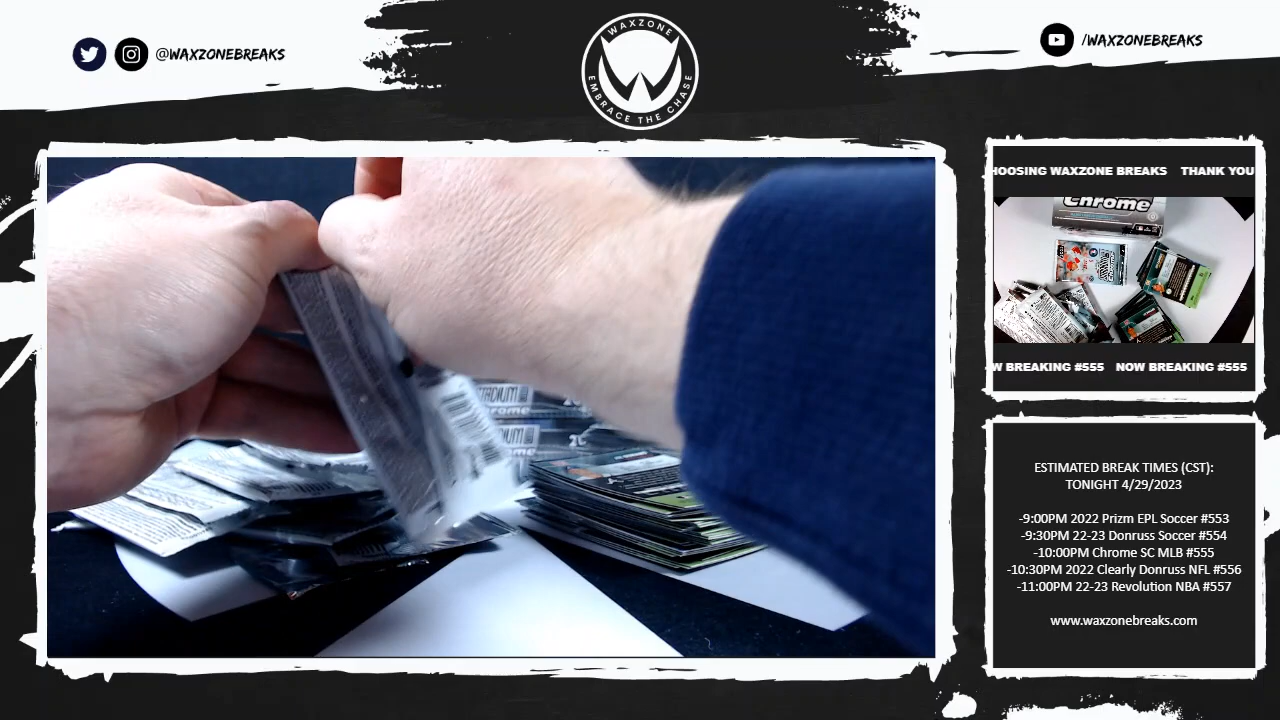 @WAXZONEBREAKS
WAXZONE
EMBRACE THE CHASE
/WAXZONEBREAKS
HOOSING WAXZONE BREAKS THANK YOU
Chrome
W BREAKING #555 NOW BREAKING #555
STADIUM
Chrome
ESTIMATED BREAK TIMES (CST):
TONIGHT 4/29/2023
-9:00PM 2022 Prizm EPL Soccer #553
-9:30PM 22-23 Donruss Soccer #554
-10:00PM Chrome SC MLB #555
-10:30PM 2022 Clearly Donruss NFL #556
-11:00PM 22-23 Revolution NBA #557
www.waxzonebreaks.com